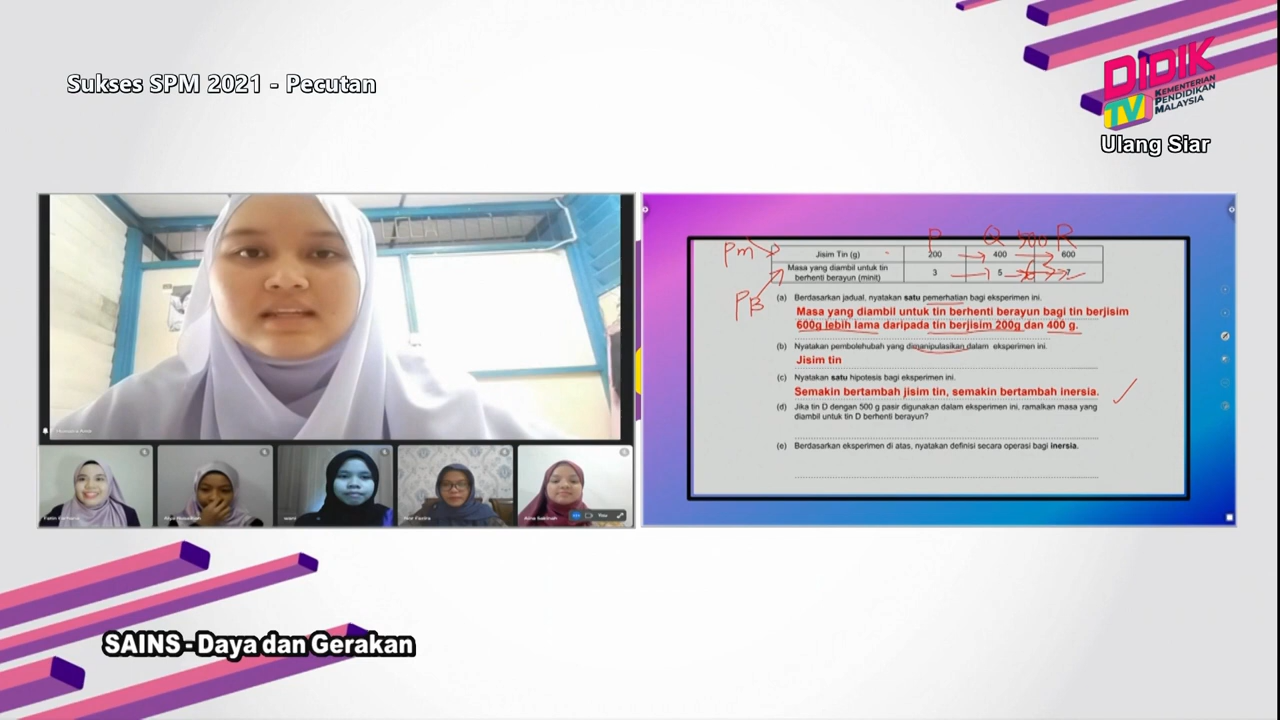 Sukses SPM 2021 - Pecutan
DIDIK
TV
KEMENTERIAN
PENDIDIKAN
MALAYSIA
Ulang Siar
P Q 500 R
Pm
Jisim Tin (g) 200 400 600
Masa yang diambil untuk tin
berhenti berayun (minit) 3 5 6 7
PB
(a) Berdasarkan jadual, nyatakan satu pemerhatian bagi eksperimen ini.
Masa yang diambil untuk tin berhenti berayun bagi tin berjisim
600g lebih lama daripada tin berjisim 200g dan 400 g.
(b) Nyatakan pembolehubah yang dimanipulasikan dalam eksperimen ini.
Jisim tin
(c) Nyatakan satu hipotesis bagi eksperimen ini.
Semakin bertambah jisim tin, semakin bertambah inersia.
(d) Jika tin D dengan 500 g pasir digunakan dalam eksperimen ini, ramalkan masa yang
diambil untuk tin D berhenti berayun?
(e) Berdasarkan eksperimen di atas, nyatakan definisi secara operasi bagi inersia.
You
SAINS - Daya dan Gerakan